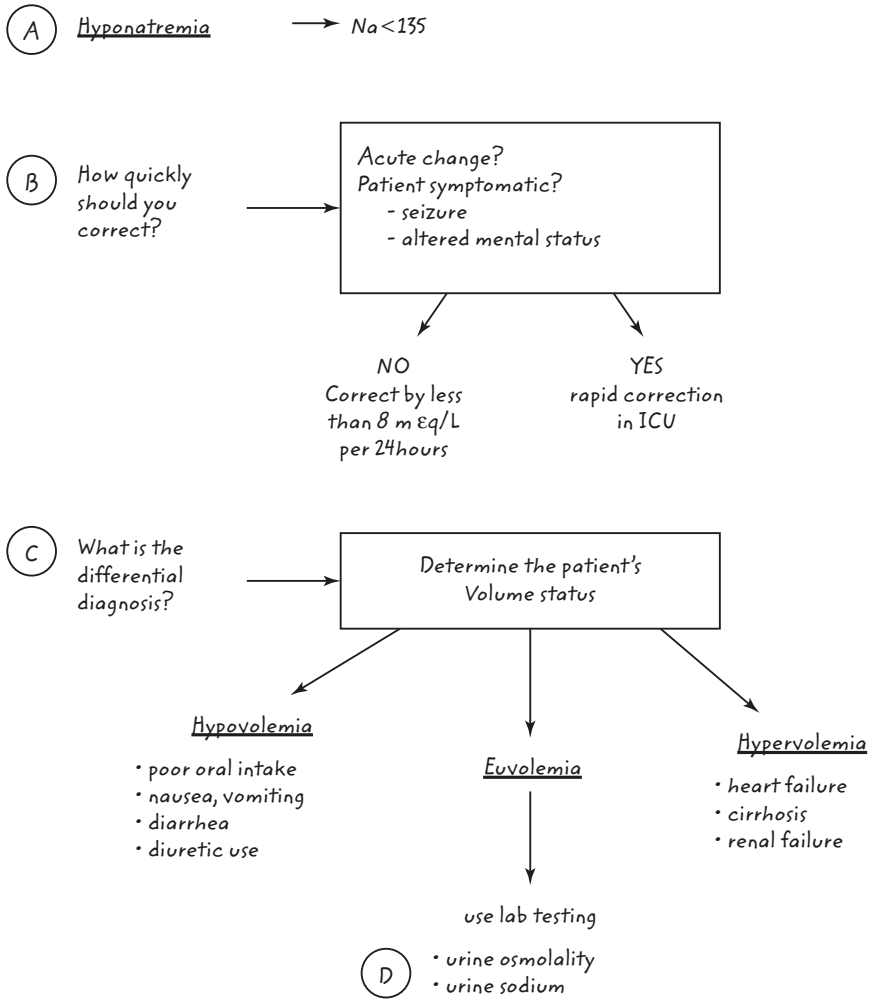 A
Hyponatremia
Na<135
B
How quickly
should you
correct?
Acute change?
Patient symptomatic?
- seizure
- altered mental status
NO
Correct by less
than 8 m εq/L
per 24hours
YES
rapid correction
in ICU
C
What is the
differential
diagnosis?
Determine the patient's
Volume status
Hypovolemia
• poor oral intake
• nausea, vomiting
• diarrhea
• diuretic use
Euvolemia
use lab testing
D
• urine osmolality
• urine sodium
Hypervolemia
• heart failure
• cirrhosis
• renal failure